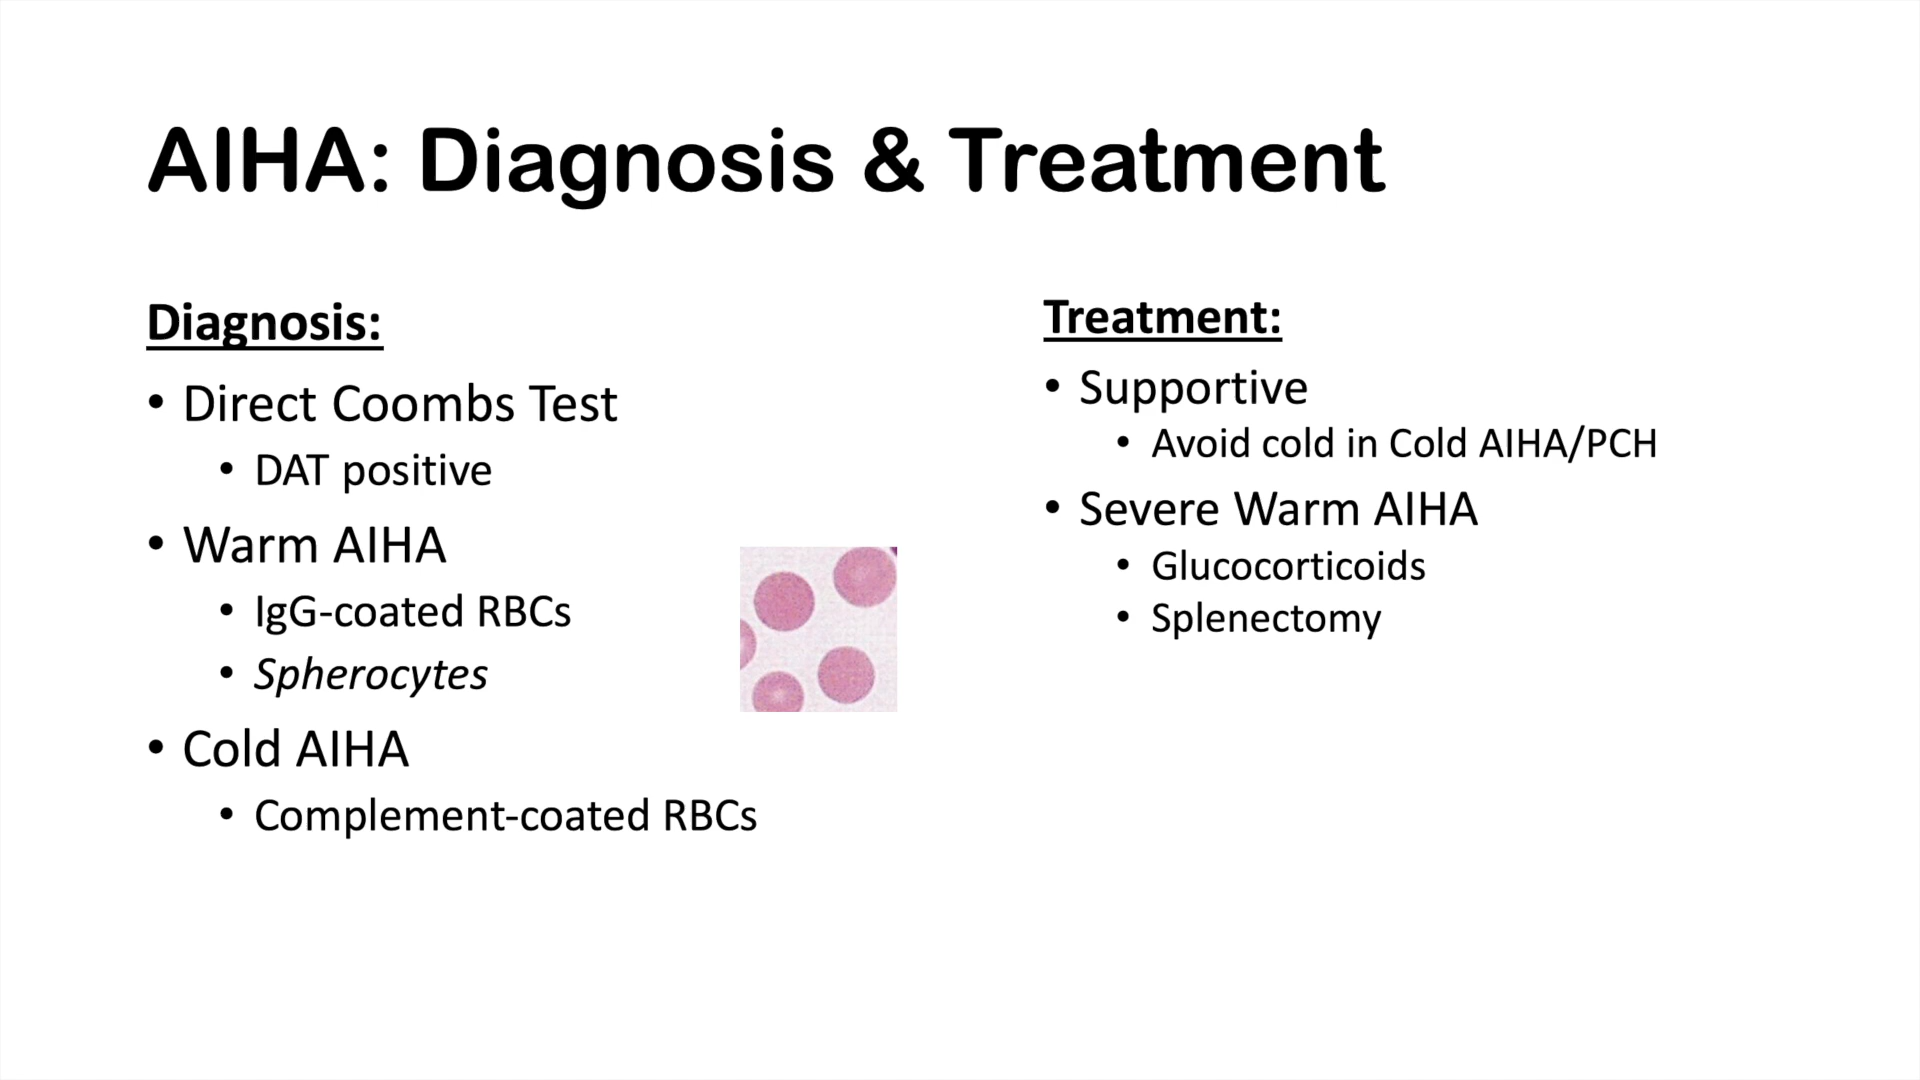 AIHA: Diagnosis & Treatment
Diagnosis:
• Direct Coombs Test
• DAT positive
• Warm AIHA
• IgG-coated RBCs
• Spherocytes
• Cold AIHA
• Complement-coated RBCs
Treatment:
• Supportive
• Avoid cold in Cold AIHA/PCH
• Severe Warm AIHA
• Glucocorticoids
• Splenectomy